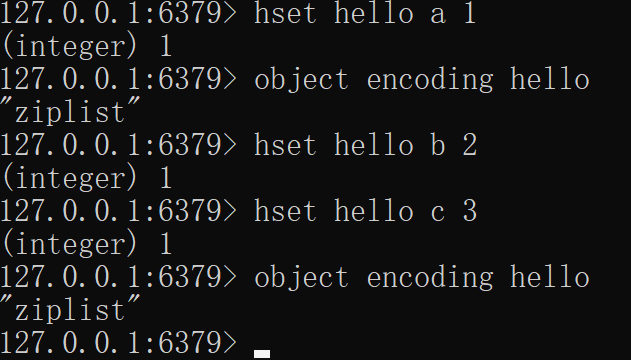 127.0.0.1:6379> hset hello a 1
(integer) 1
127.0.0.1:6379> object encoding hello
"ziplist"
127.0.0.1:6379> hset hello b 2
(integer) 1
127.0.0.1:6379> hset hello c 3
(integer) 1
127.0.0.1:6379> object encoding hello
"ziplist"
127.0.0.1:6379>